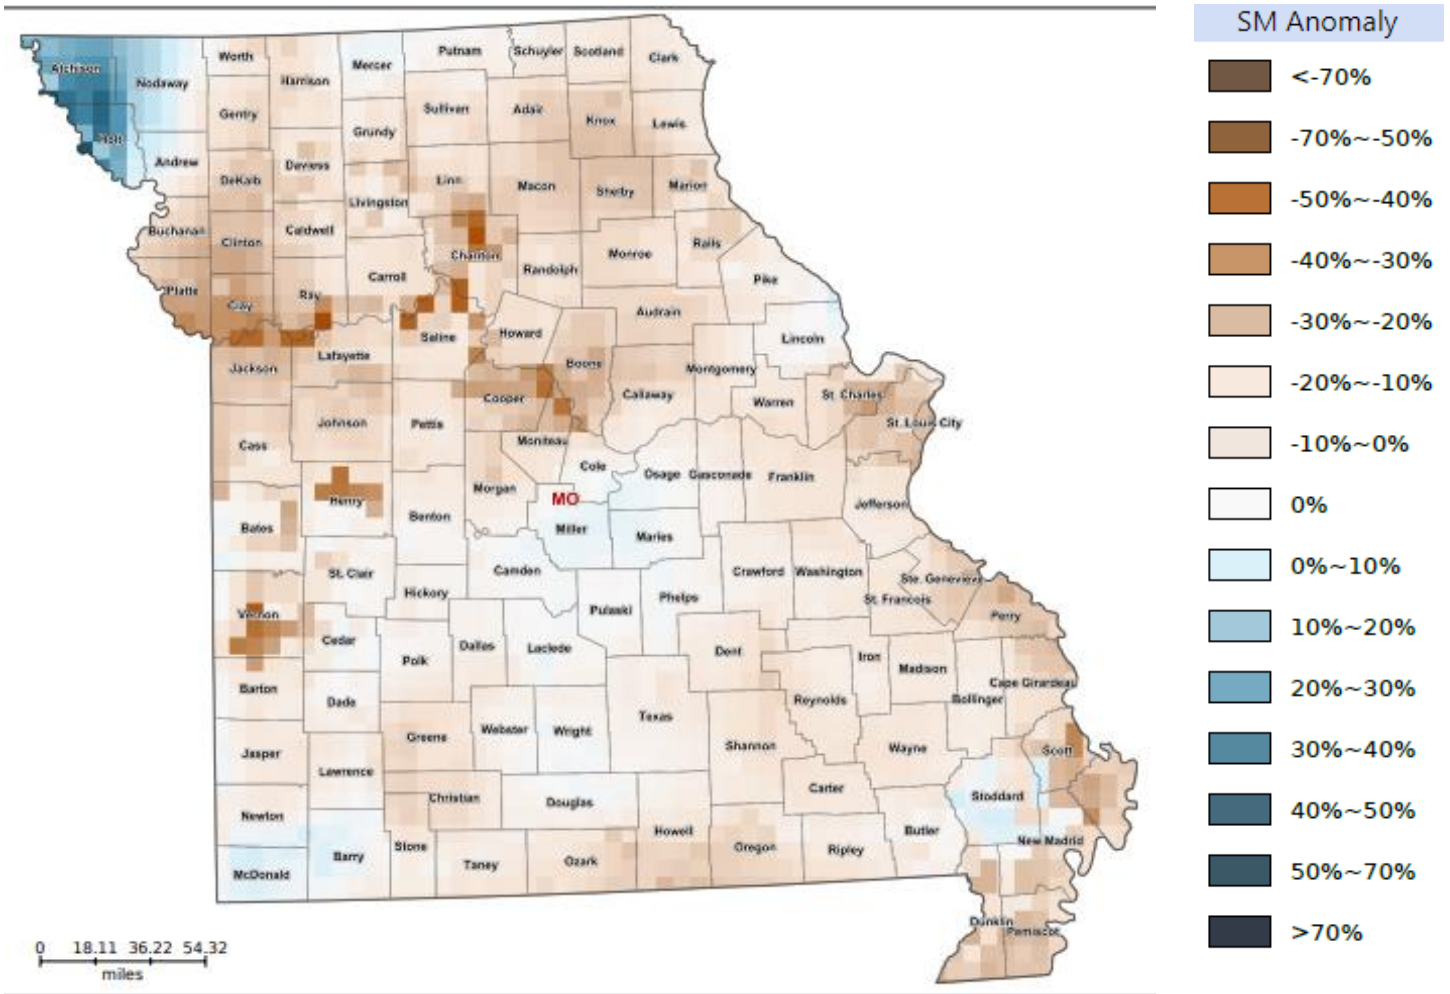 SM Anomaly
<-70%
-70%~-50%
-50%~-40%
-40%~-30%
-30%~-20%
-20%~-10%
-10%~0%
0%
0%~10%
10%~20%
20%~30%
30%~40%
40%~50%
50%~70%
>70%
Atchison
Nodaway
Worth
Harrison
Mercer
Putnam
Schuyler
Scotland
Clark
Gentry
Sullivan
Adair
Knox
Lewis
Holt
Andrew
Daviess
Grundy
DeKalb
Livingston
Linn
Macon
Shelby
Marion
Buchanan
Clinton
Caldwell
Chariton
Randolph
Monroe
Ralls
Platte
Clay
Ray
Carroll
Pike
Audrain
Saline
Howard
Lincoln
Jackson
Lafayette
Boone
Montgomery
Cooper
Callaway
Warren
St. Charles
Johnson
Pettis
St. Louis City
Cass
Moniteau
Cole
Osage
Gasconade
Franklin
Henry
Morgan
MO
Jefferson
Bates
Benton
Miller
Maries
St. Clair
Camden
Crawford
Washington
Ste. Genevieve
Hickory
Phelps
St. Francois
Vernon
Pulaski
Perry
Cedar
Polk
Dallas
Laclede
Dent
Iron
Madison
Barton
Dade
Reynolds
Bollinger
Cape Girardeau
Greene
Webster
Wright
Texas
Jasper
Shannon
Wayne
Scott
Lawrence
Christian
Douglas
Carter
Stoddard
Newton
Barry
Stone
Taney
Ozark
Howell
Oregon
Ripley
Butler
New Madrid
McDonald
Dunklin
Pemiscot
0 18.11 36.22 54.32
miles